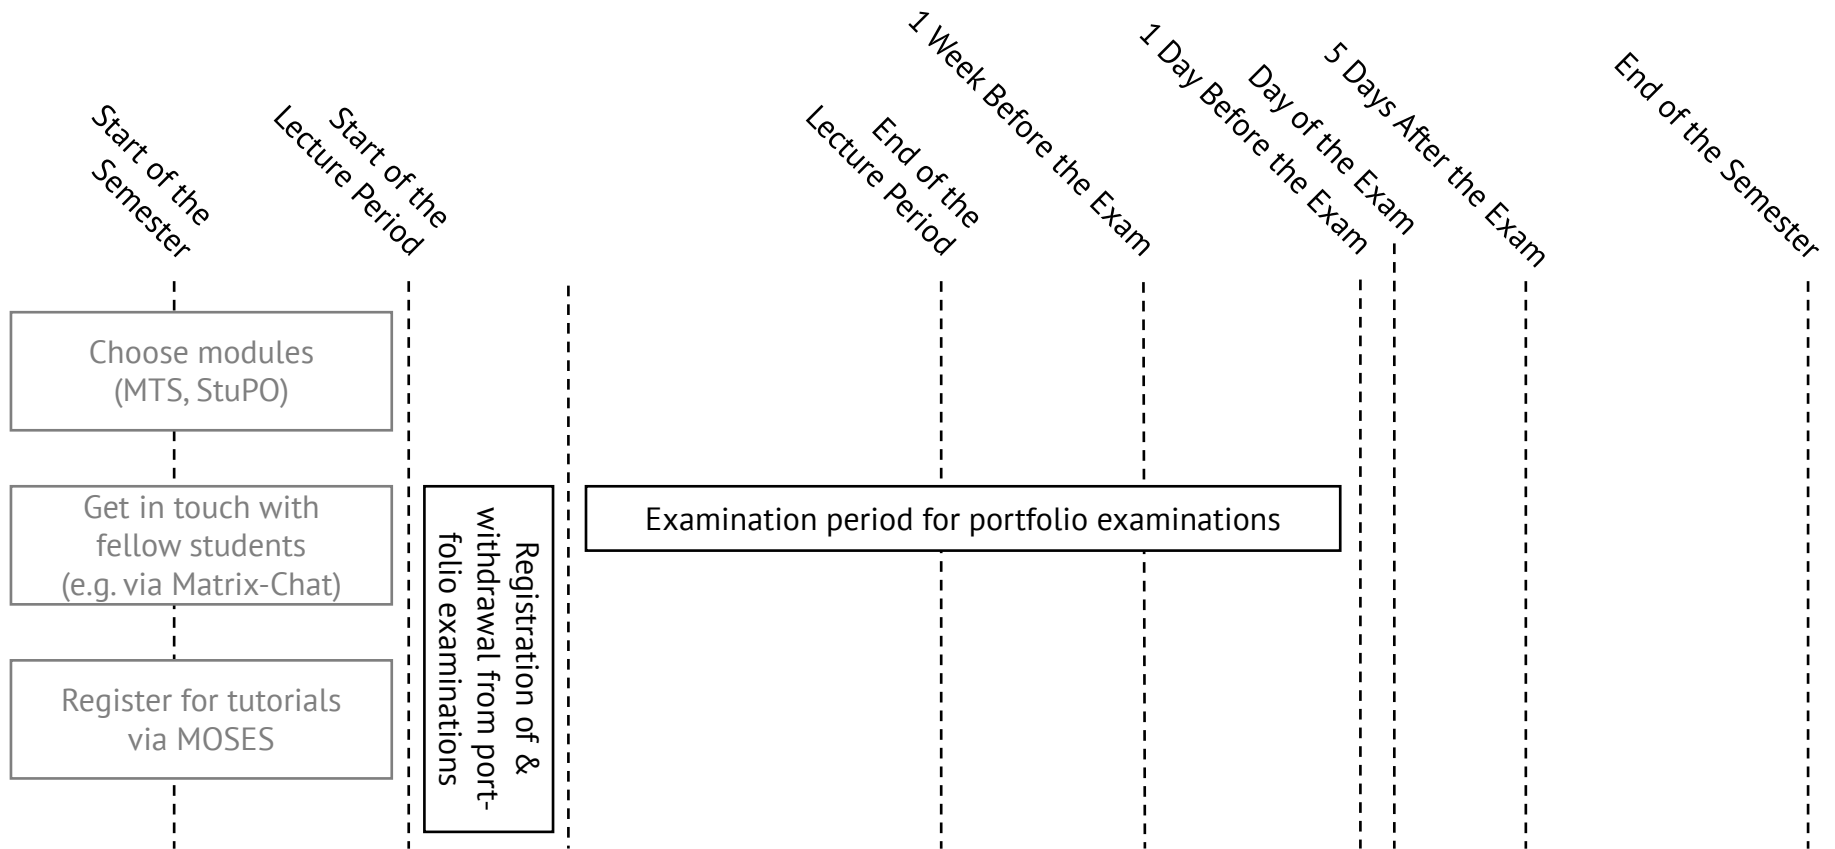 Start of the
Semester
Start of the
Lecture Period
End of the
Lecture Period
1 Week Before the Exam
1 Day Before the Exam
Day of the Exam
5 Days After the Exam
End of the Semester
Choose modules
(MTS, StuPO)
Get in touch with
fellow students
(e.g. via Matrix-Chat)
Register for tutorials
via MOSES
Registration of &
withdrawal from port-
folio examinations
Examination period for portfolio examinations